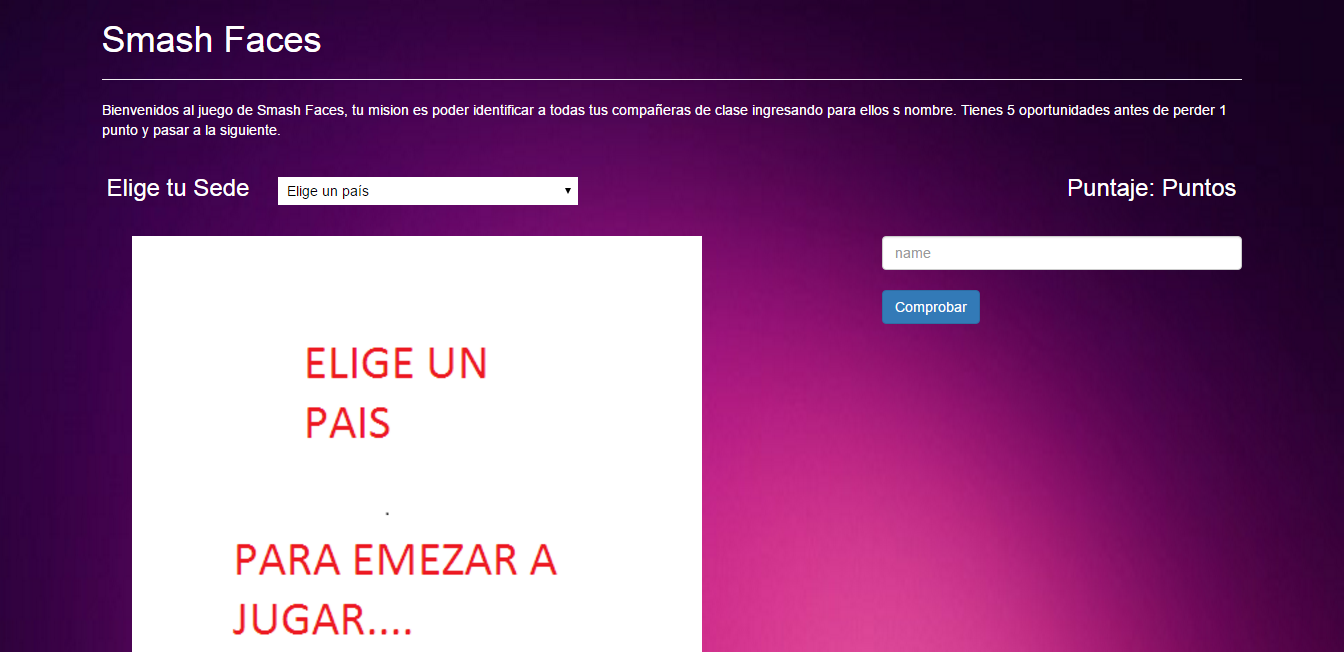 Smash Faces
Bienvenidos al juego de Smash Faces, tu mision es poder identificar a todas tus compañeras de clase ingresando para ellos s nombre. Tienes 5 oportunidades antes de perder 1
punto y pasar a la siguiente.
Elige tu Sede
Elige un país
Puntaje: Puntos
name
Comprobar
ELIGE UN
PAIS
.
PARA EMEZAR A
JUGAR....